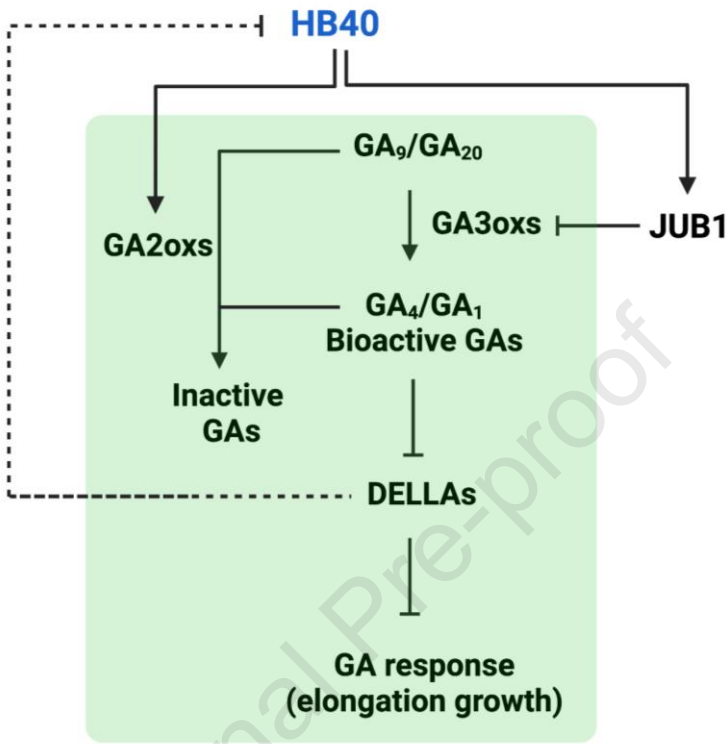 HB40
GA₉/GA₂₀
GA2oxs
GA3oxs
JUB1
GA₄/GA₁
Bioactive GAs
Inactive
GAs
DELLAs
GA response
(elongation growth)
nal Pre-proof